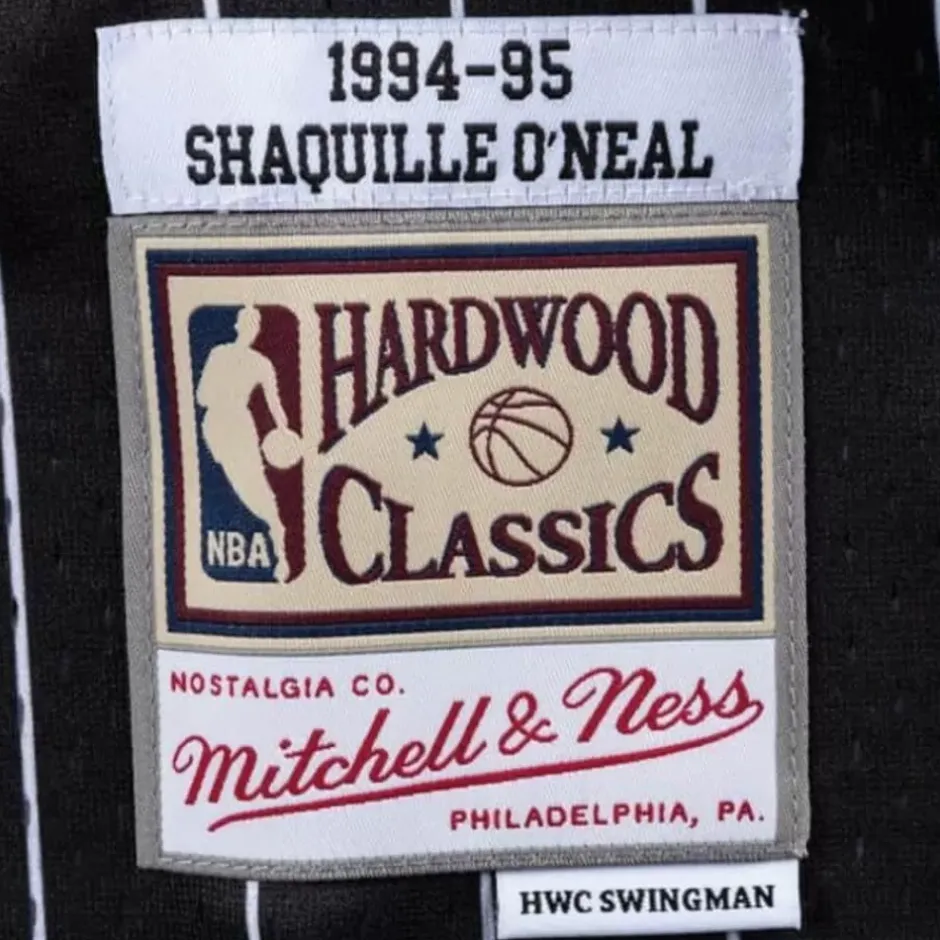 1994-95
SHAQUILLE O'NEAL
HARDWOOD
CLASSICS
NBA
NOSTALGIA CO.
Mitchell & Ness
PHILADELPHIA, PA.
HWC SWINGMAN